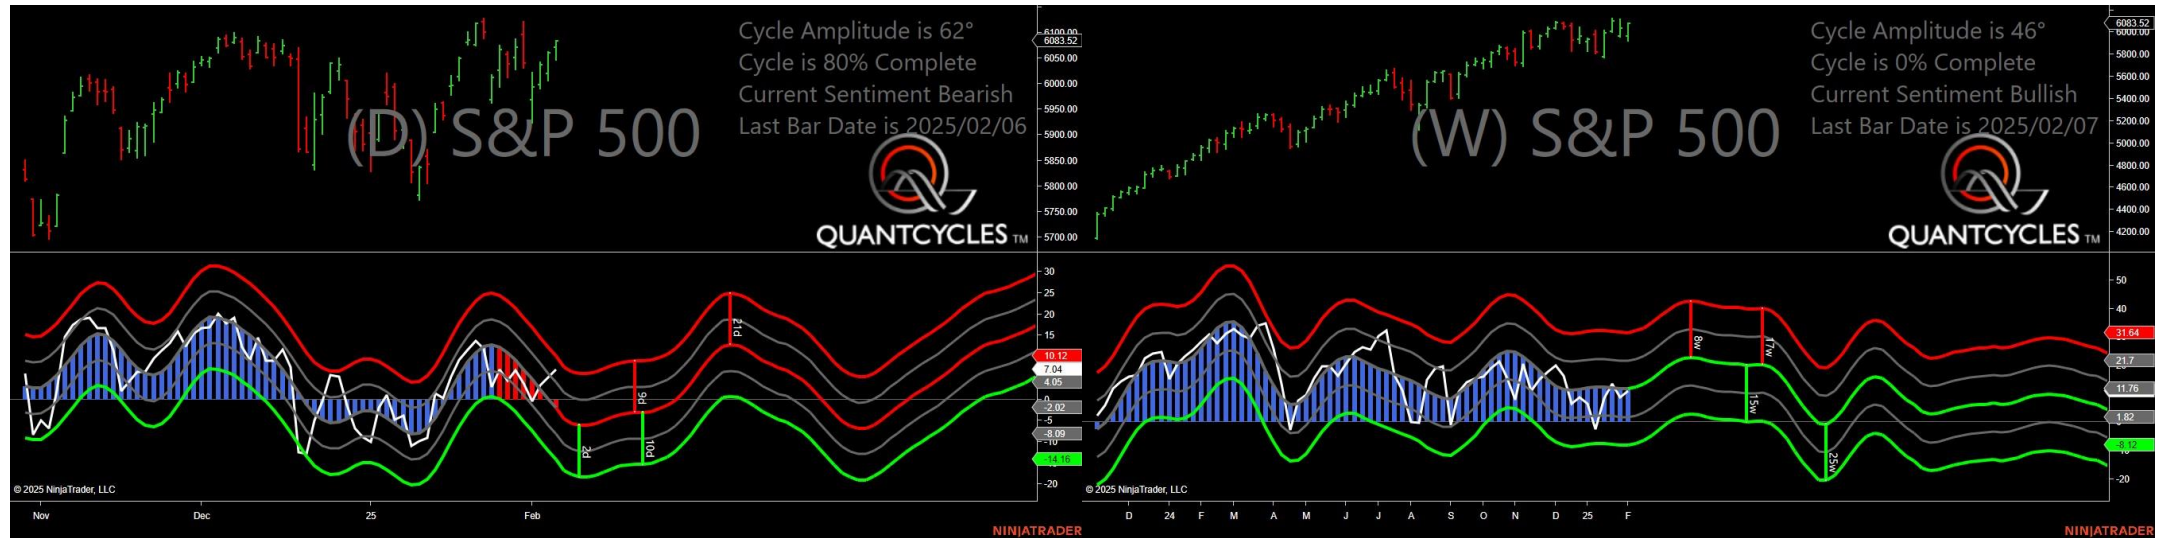 Cycle Amplitude is 62°
Cycle is 80% Complete
Current Sentiment Bearish
Last Bar Date is 2025/02/06
(D) S&P 500
QUANTCYCLES TM
6100.00
6083.52
6050.00
6000.00
5950.00
5900.00
5850.00
5800.00
5750.00
5700.00
30
25
20
15
10.12
7.04
4.05
0
-2.02
-5
-8.09
-10
-14.16
-20
21d
9d
2d
10d
© 2025 NinjaTrader, LLC
Nov Dec 25 Feb
NINJATRADER
Cycle Amplitude is 46°
Cycle is 0% Complete
Current Sentiment Bullish
Last Bar Date is 2025/02/07
(W) S&P 500
QUANTCYCLES TM
6083.52
6000.00
5800.00
5600.00
5400.00
5200.00
5000.00
4800.00
4600.00
4400.00
4200.00
50
40
31.64
21.7
11.76
1.82
-8.12
-20
8w
17w
15w
25w
© 2025 NinjaTrader, LLC
D 24 F M A M J J A S O N D 25 F
NINJATRADER